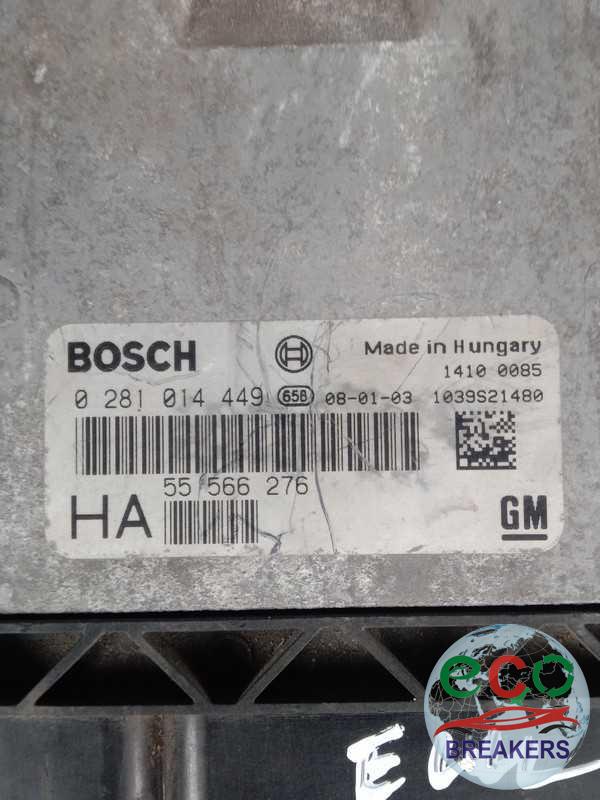 BOSCH Made in Hungary
1410 0085
0 281 014 449 656 08-01-03 1039S21480
55 566 276
HA GM
eco
BREAKERS